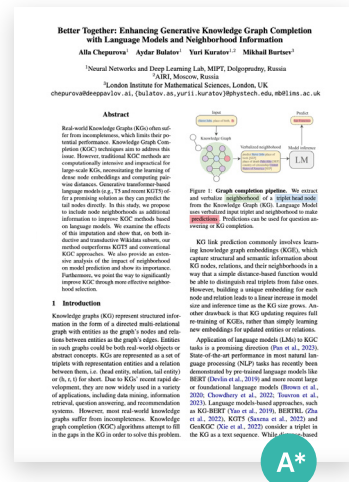 Better Together: Enhancing Generative Knowledge Graph Completion
with Language Models and Neighborhood Information
Alla Chepurova¹ Aydar Bulatov¹ Yuri Kuratov¹,² Mikhail Burtsev³
¹Neural Networks and Deep Learning Lab, MIPT, Dolgoprudny, Russia
²AIRI, Moscow, Russia
³London Institute for Mathematical Sciences, London, UK
chepurova@deeppavlov.ai, {bulatov.as,yurii.kuratov}@phystech.edu, mb@lims.ac.uk
Abstract
Real-world Knowledge Graphs (KGs) often suf-
fer from incompleteness, which limits their po-
tential performance. Knowledge Graph Com-
pletion (KGC) techniques aim to address this
issue. However, traditional KGC methods are
computationally intensive and impractical for
large-scale KGs, necessitating the learning of
dense node embeddings and computing pair-
wise distances. Generative transformer-based
language models (e.g., T5 and recent KGT5) of-
fer a promising solution as they can predict the
tail nodes directly. In this study, we propose
to include node neighborhoods as additional
information to improve KGC methods based
on language models. We examine the effects
of this imputation and show that, on both in-
ductive and transductive Wikidata subsets, our
method outperforms KGT5 and conventional
KGC approaches. We also provide an exten-
sive analysis of the impact of neighborhood
on model prediction and show its importance.
Furthermore, we point the way to significantly
improve KGC through more effective neighbor-
hood selection.
1 Introduction
Knowledge graphs (KG) represent structured infor-
mation in the form of a directed multi-relational
graph with entities as the graph's nodes and rela-
tions between entities as the graph's edges. Entities
in such graphs could be both real-world objects or
abstract concepts. KGs are represented as a set of
triplets with representation entities and a relation
between them, i.e. (head entity, relation, tail entity)
or (h, r, t) for short. Due to KGs' recent rapid de-
velopment, they are now widely used in a variety
of applications, including data mining, information
retrieval, question answering, and recommendation
systems. However, most real-world knowledge
graphs suffer from incompleteness. Knowledge
graph completion (KGC) algorithms attempt to fill
in the gaps in the KG in order to solve this problem.
Input
Predict
Knowledge Graph
Verbalized neighborhood
Model inference
LM
Figure 1: Graph completion pipeline. We extract
and verbalize neighborhood of a triplet head node
from the Knowledge Graph (KG). Language Model
uses verbalized input triplet and neighborhood to make
predictions. Predictions can be used for question an-
swering or KG completion.
KG link prediction commonly involves learn-
ing knowledge graph embeddings (KGE), which
capture structural and semantic information about
KG nodes, relations, and their neighborhoods in a
way that a simple distance-based function would
be able to distinguish real triplets from false ones.
However, building a unique embedding for each
node and relation leads to a linear increase in model
size and inference time as the KG size grows. An-
other drawback is that KG updating requires full
re-training of KGEs, rather than simply learning
new embeddings for updated entities or relations.
Application of language models (LMs) to KGC
tasks is a promising direction (Pan et al., 2023).
State-of-the-art performance in most natural lan-
guage processing (NLP) tasks has recently been
demonstrated by pre-trained language models like
BERT (Devlin et al., 2019) and more recent large
or foundational language models (Brown et al.,
2020; Chowdhery et al., 2022; Touvron et al.,
2023). Language models-based approaches, such
as KG-BERT (Yao et al., 2019), BERTRL (Zha
et al., 2022), KGT5 (Saxena et al., 2022) and
GenKGC (Xie et al., 2022) consider a triplet in
the KG as a text sequence. While distance-based
A*